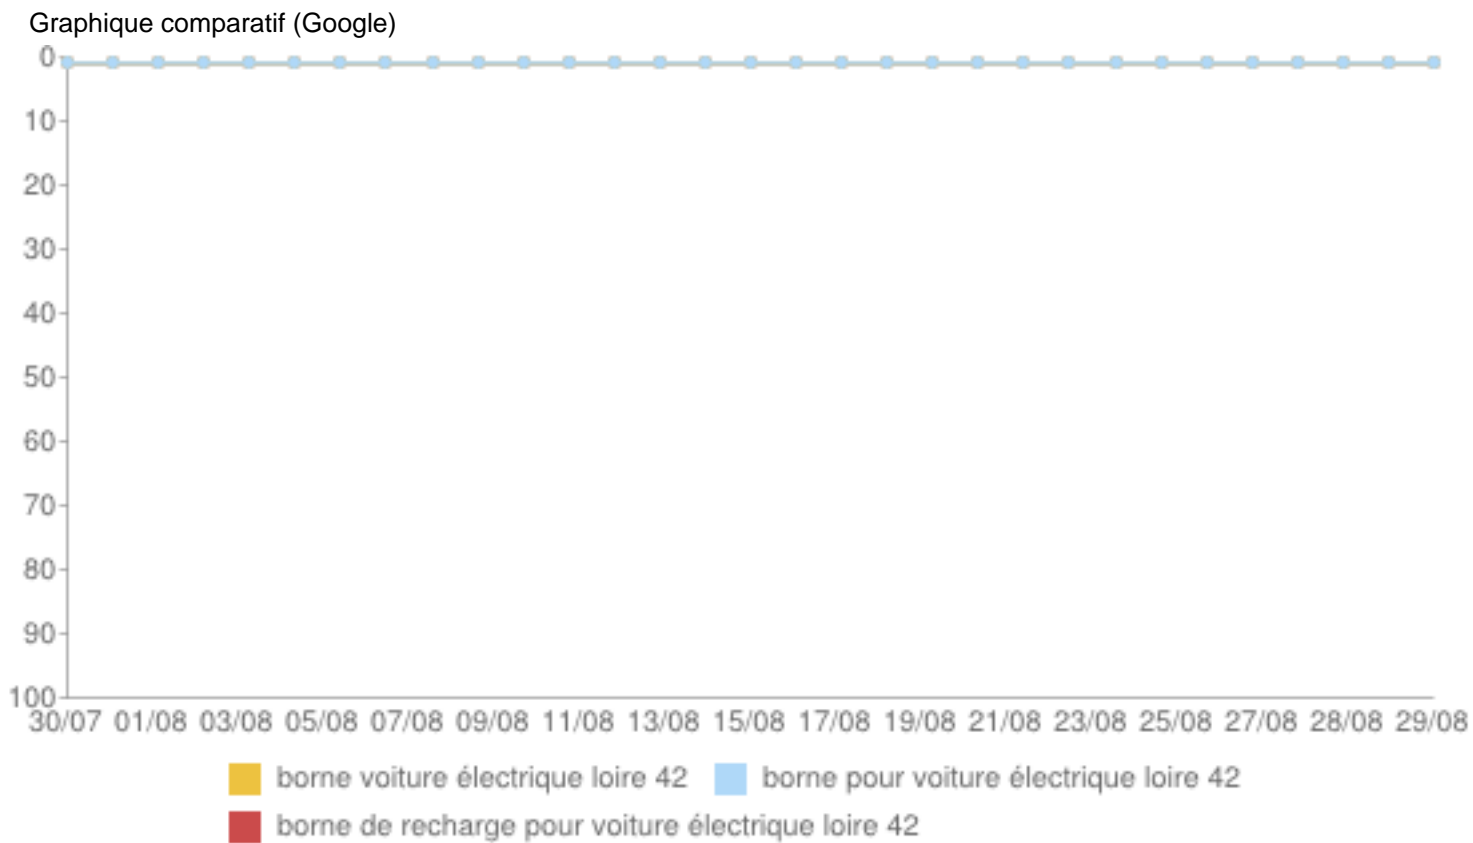 Graphique comparatif (Google)
0
10
20
30
40
50
60
70
80
90
100
30/07 01/08 03/08 05/08 07/08 09/08 11/08 13/08 15/08 17/08 19/08 21/08 23/08 25/08 27/08 28/08 29/08
borne voiture électrique loire 42 borne pour voiture électrique loire 42
borne de recharge pour voiture électrique loire 42